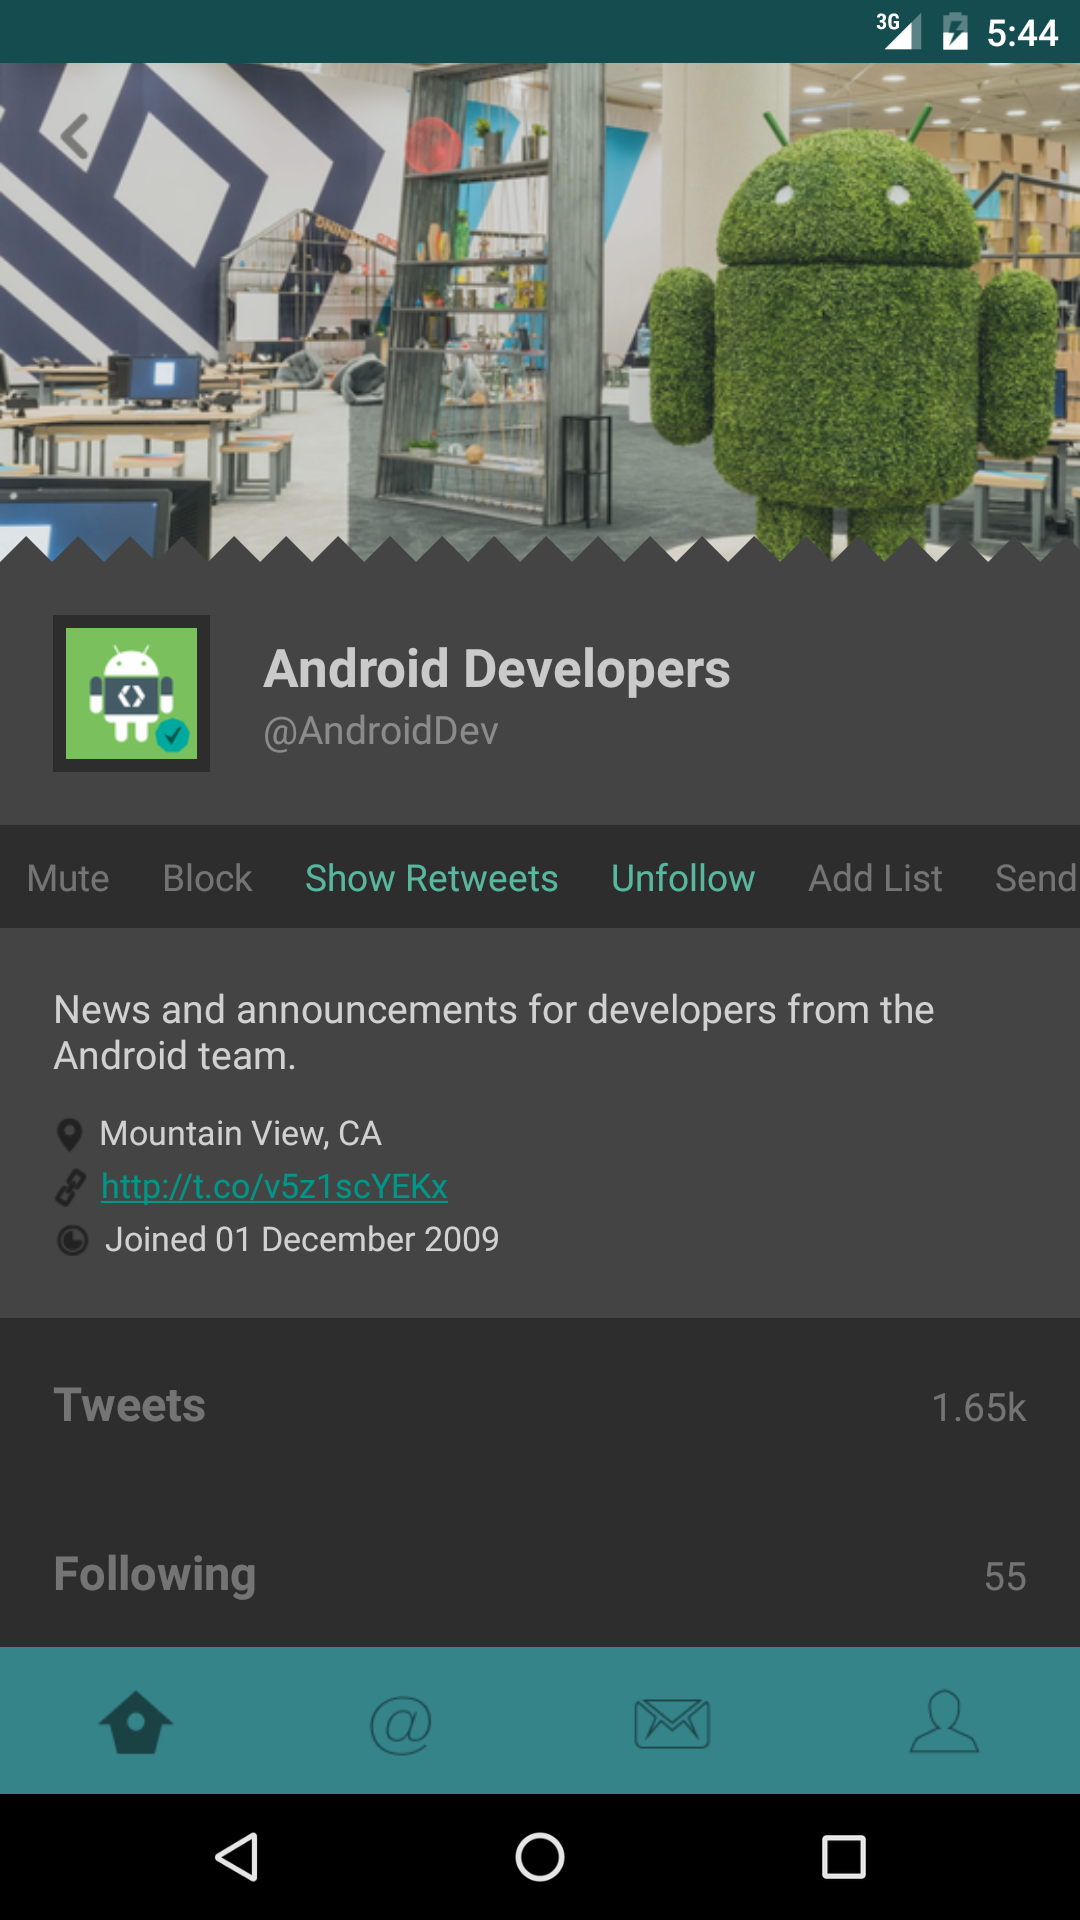 3G 5:44
Android Developers
@AndroidDev
Mute Block Show Retweets Unfollow Add List Send
News and announcements for developers from the
Android team.
Mountain View, CA
http://t.co/v5z1scYEKx
Joined 01 December 2009
Tweets 1.65k
Following 55